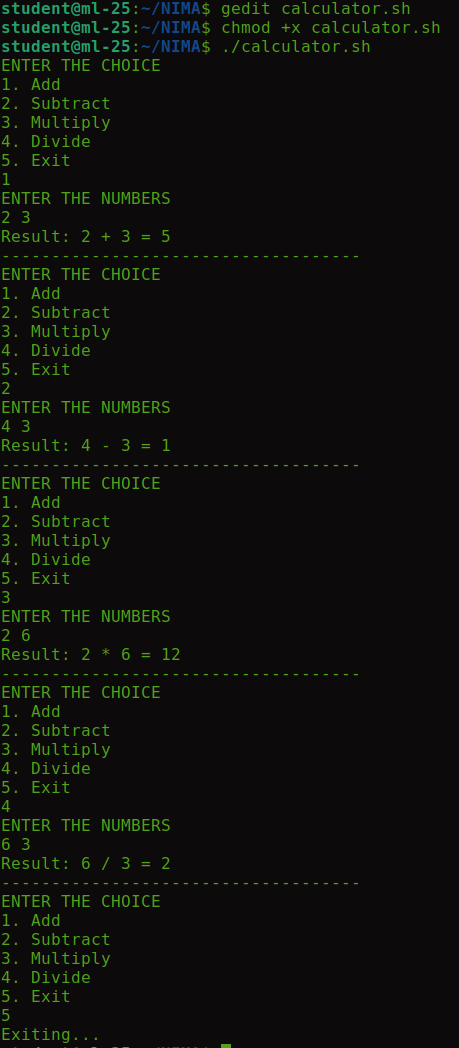 student@ml-25:~/NIMA$ gedit calculator.sh
student@ml-25:~/NIMA$ chmod +x calculator.sh
student@ml-25:~/NIMA$ ./calculator.sh
ENTER THE CHOICE
1. Add
2. Subtract
3. Multiply
4. Divide
5. Exit
1
ENTER THE NUMBERS
2 3
Result: 2 + 3 = 5
------------------------------------
ENTER THE CHOICE
1. Add
2. Subtract
3. Multiply
4. Divide
5. Exit
2
ENTER THE NUMBERS
4 3
Result: 4 - 3 = 1
------------------------------------
ENTER THE CHOICE
1. Add
2. Subtract
3. Multiply
4. Divide
5. Exit
3
ENTER THE NUMBERS
2 6
Result: 2 * 6 = 12
------------------------------------
ENTER THE CHOICE
1. Add
2. Subtract
3. Multiply
4. Divide
5. Exit
4
ENTER THE NUMBERS
6 3
Result: 6 / 3 = 2
------------------------------------
ENTER THE CHOICE
1. Add
2. Subtract
3. Multiply
4. Divide
5. Exit
5
Exiting...